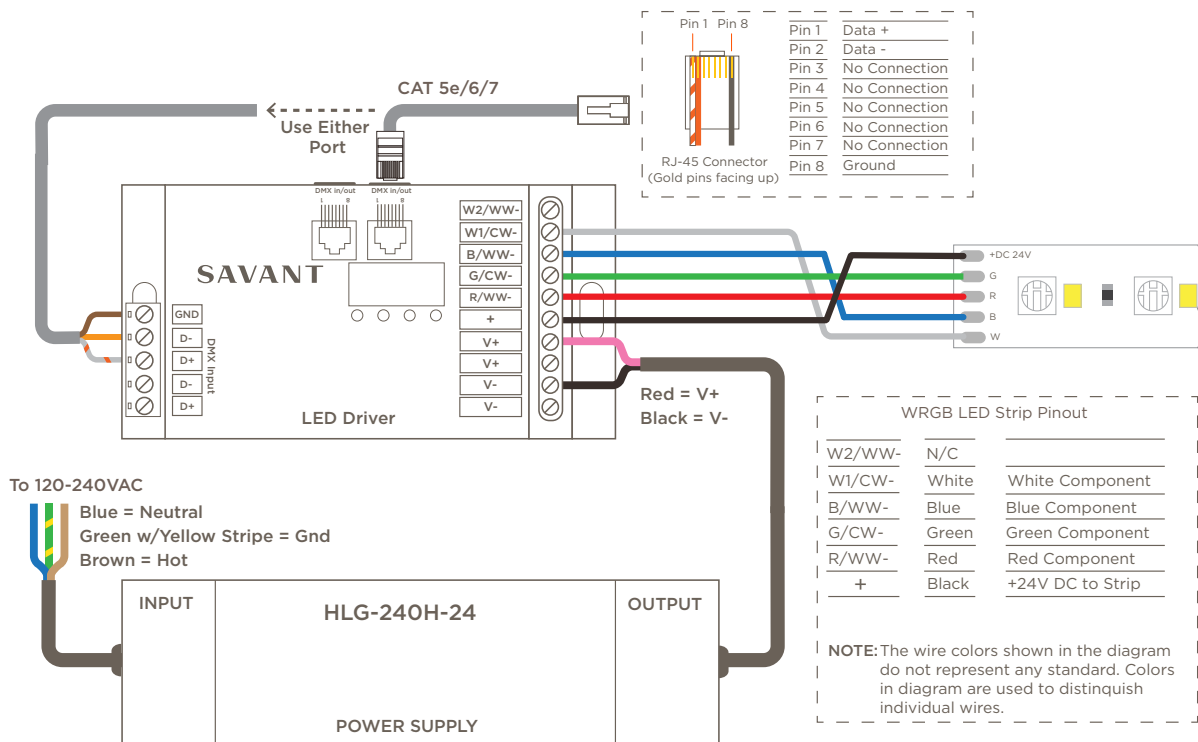 Pin 1 Pin 8
Pin 1 Data +
Pin 2 Data -
Pin 3 No Connection
Pin 4 No Connection
Pin 5 No Connection
Pin 6 No Connection
Pin 7 No Connection
Pin 8 Ground
RJ-45 Connector
(Gold pins facing up)
CAT 5e/6/7
Use Either
Port
DMX in/out DMX in/out
1 8 1 8
SAVANT
W2/WW-
W1/CW-
B/WW-
G/CW-
R/WW-
+
V+
V+
V-
V-
GND
D-
D+
D-
D+
DMX Input
LED Driver
+DC 24V
G
R
B
W
Red = V+
Black = V-
WRGB LED Strip Pinout
W2/WW- N/C
W1/CW- White White Component
B/WW- Blue Blue Component
G/CW- Green Green Component
R/WW- Red Red Component
+ Black +24V DC to Strip
NOTE: The wire colors shown in the diagram
do not represent any standard. Colors
in diagram are used to distinquish
individual wires.
To 120-240VAC
Blue = Neutral
Green w/Yellow Stripe = Gnd
Brown = Hot
INPUT
HLG-240H-24
OUTPUT
POWER SUPPLY